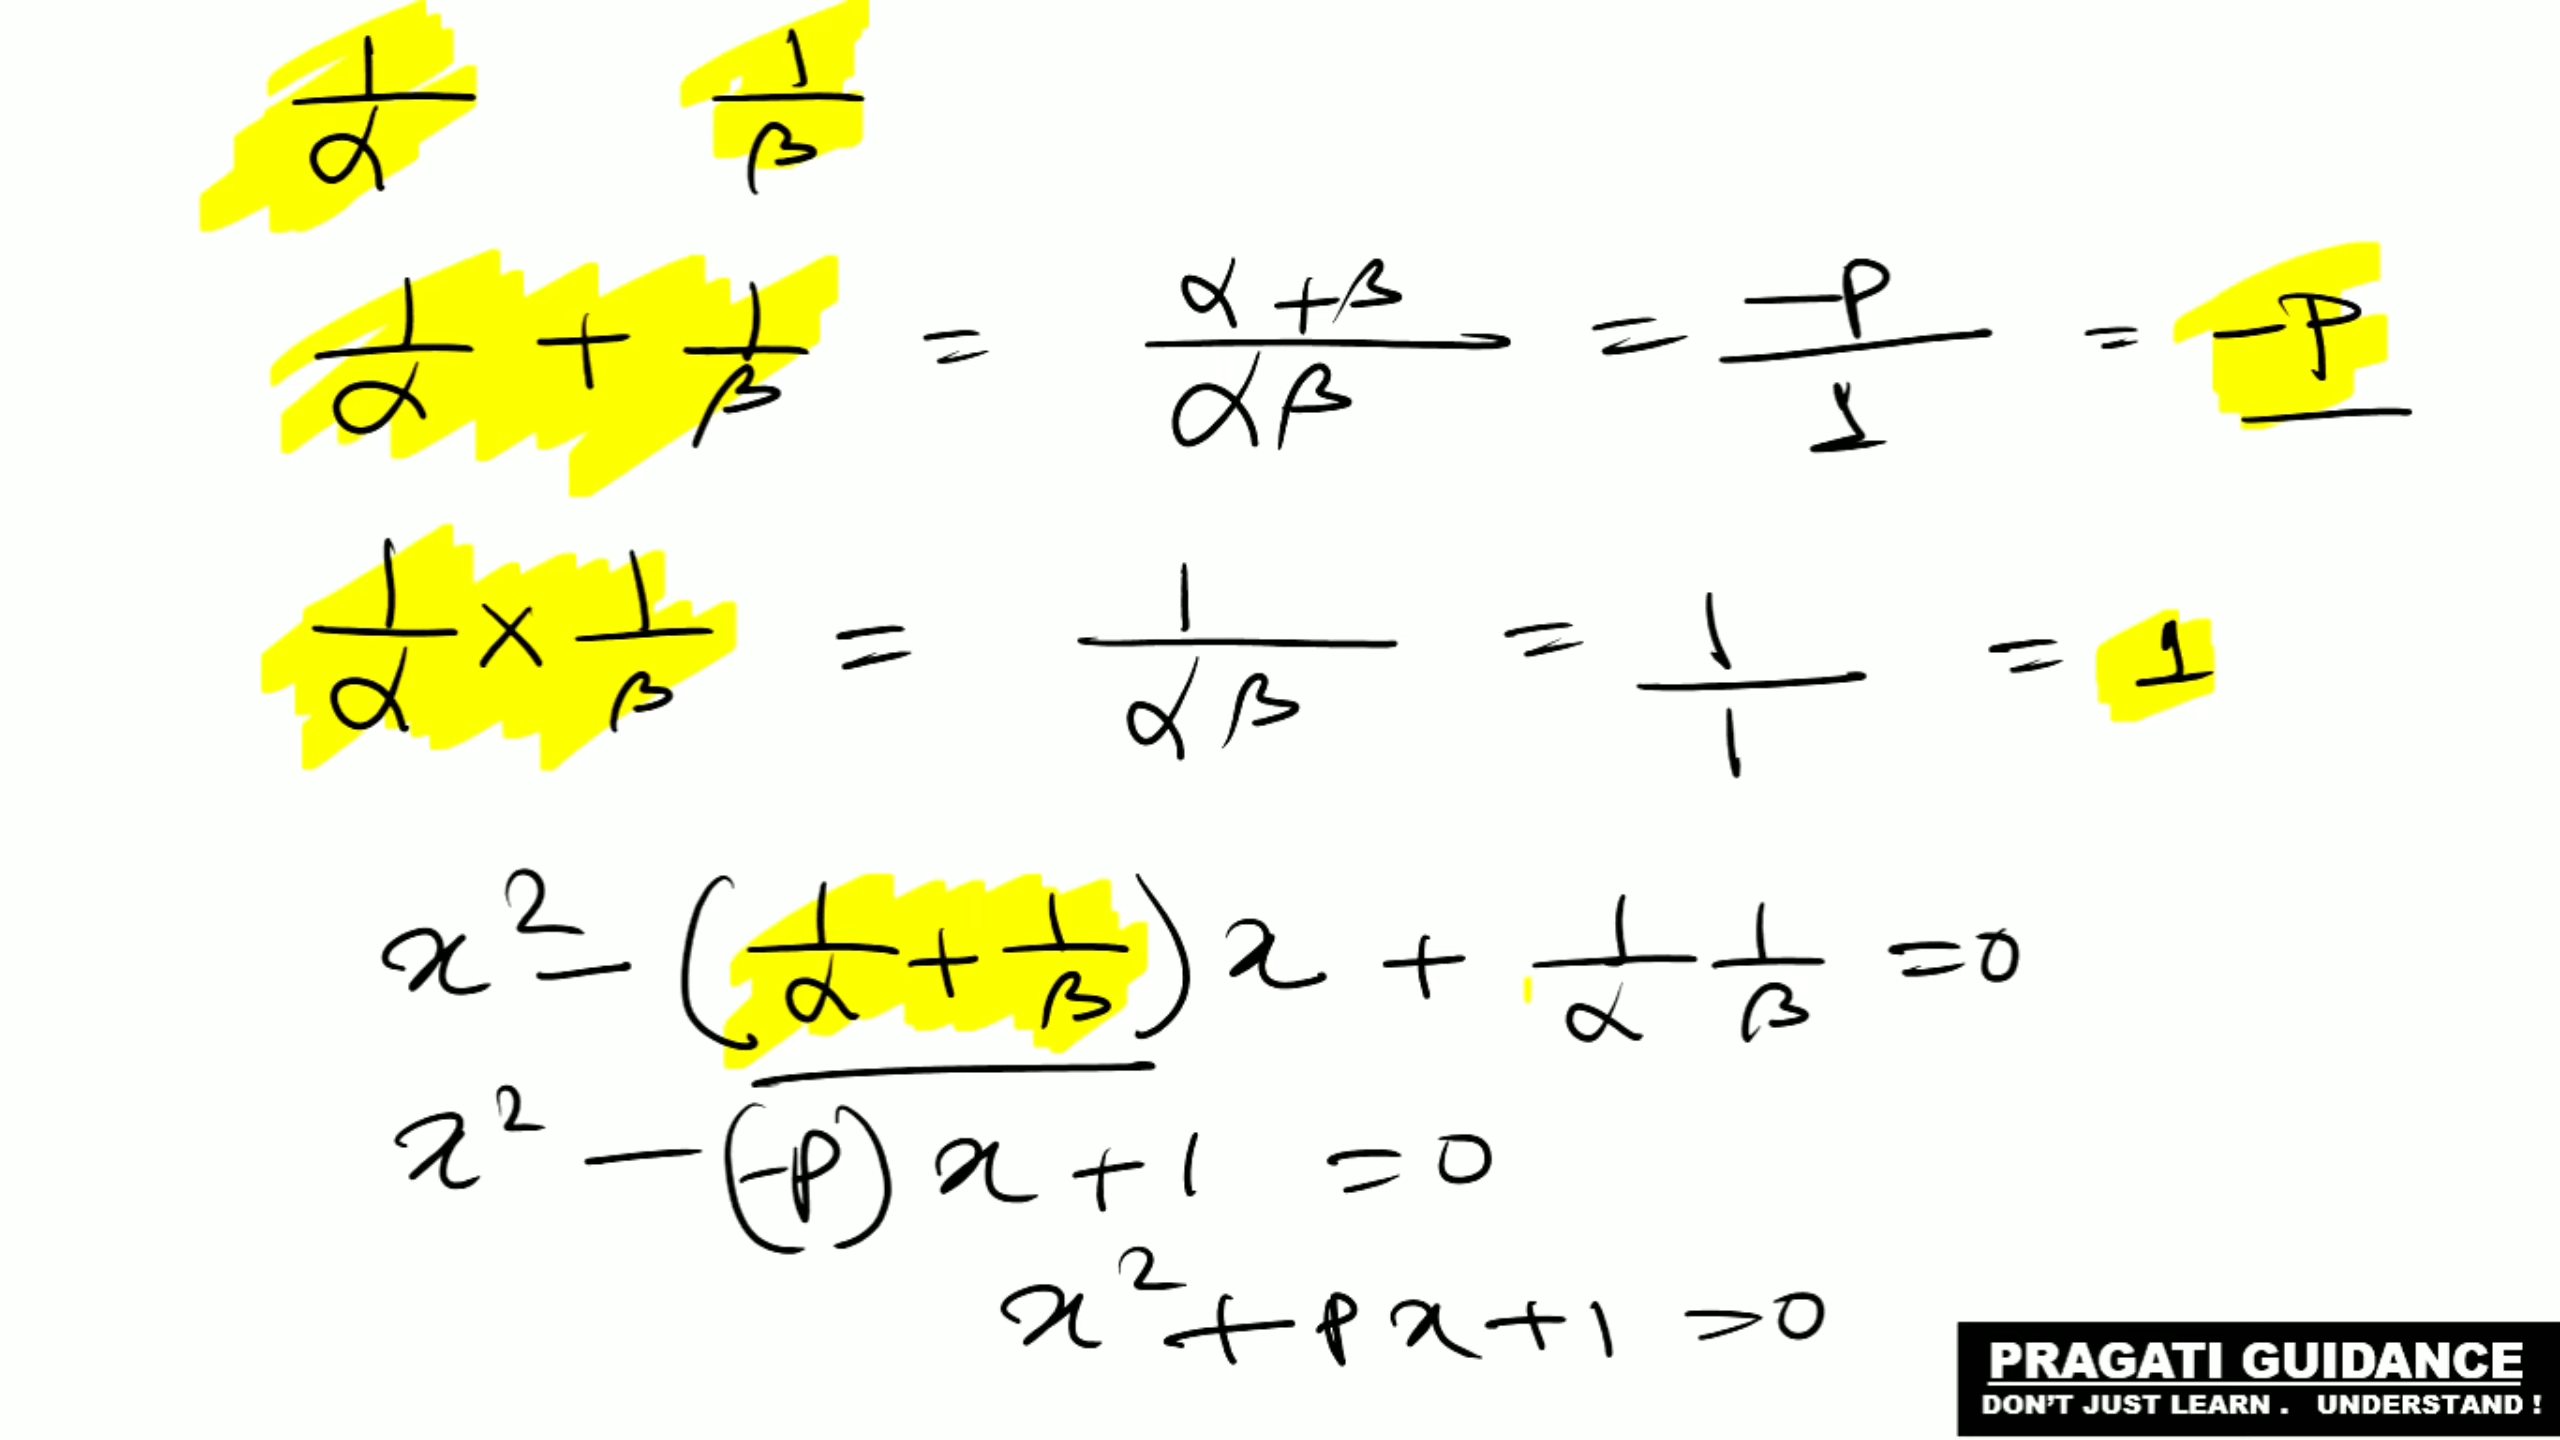 1/α 1/β
1/α + 1/β = α+β/αβ = -P/1 = -P
1/α × 1/β = 1/αβ = 1/1 = 1
x² - (1/α + 1/β)x + 1/α 1/β = 0
x² - (-P)x + 1 = 0
x² + Px + 1 = 0
PRAGATI GUIDANCE
DON'T JUST LEARN . UNDERSTAND !